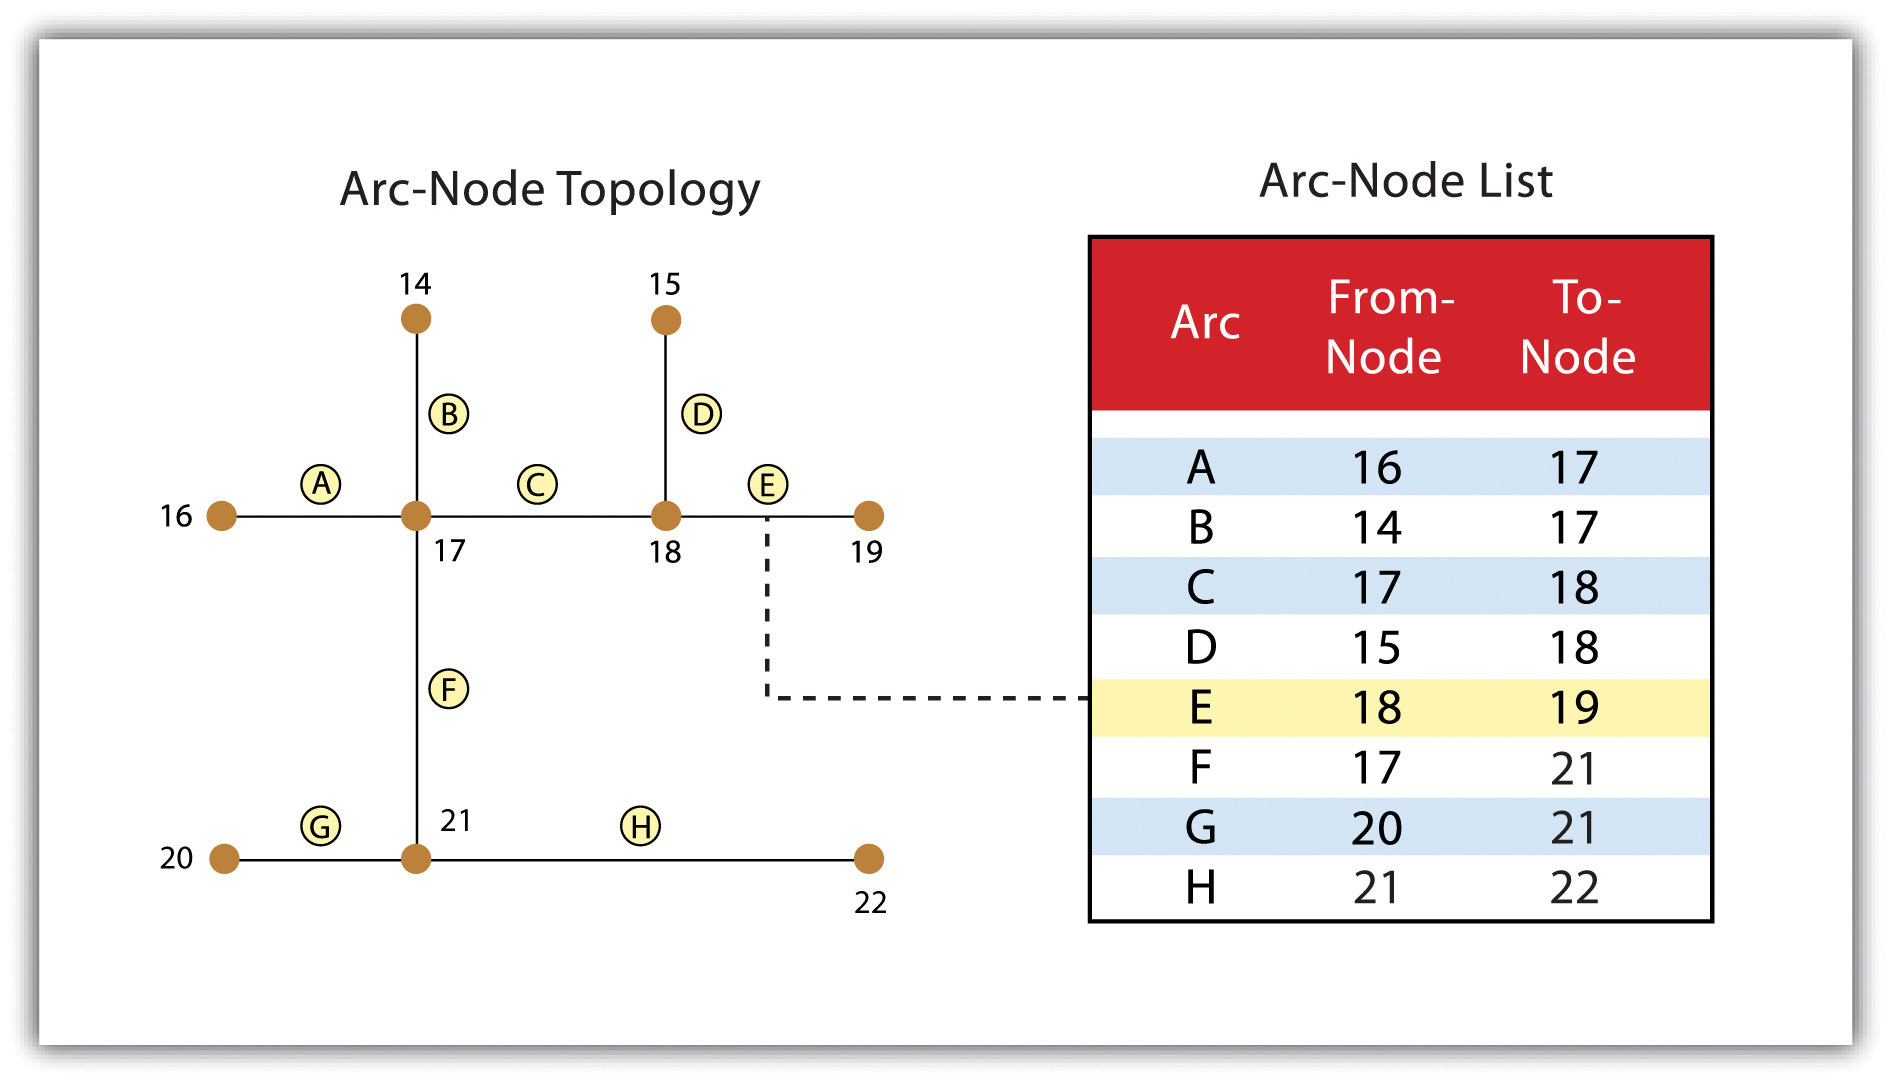 Arc-Node Topology
14
15
B
D
A
C
E
16
17
18
19
F
G
21
H
20
22
Arc-Node List
Arc From-Node To-Node
A 16 17
B 14 17
C 17 18
D 15 18
E 18 19
F 17 21
G 20 21
H 21 22